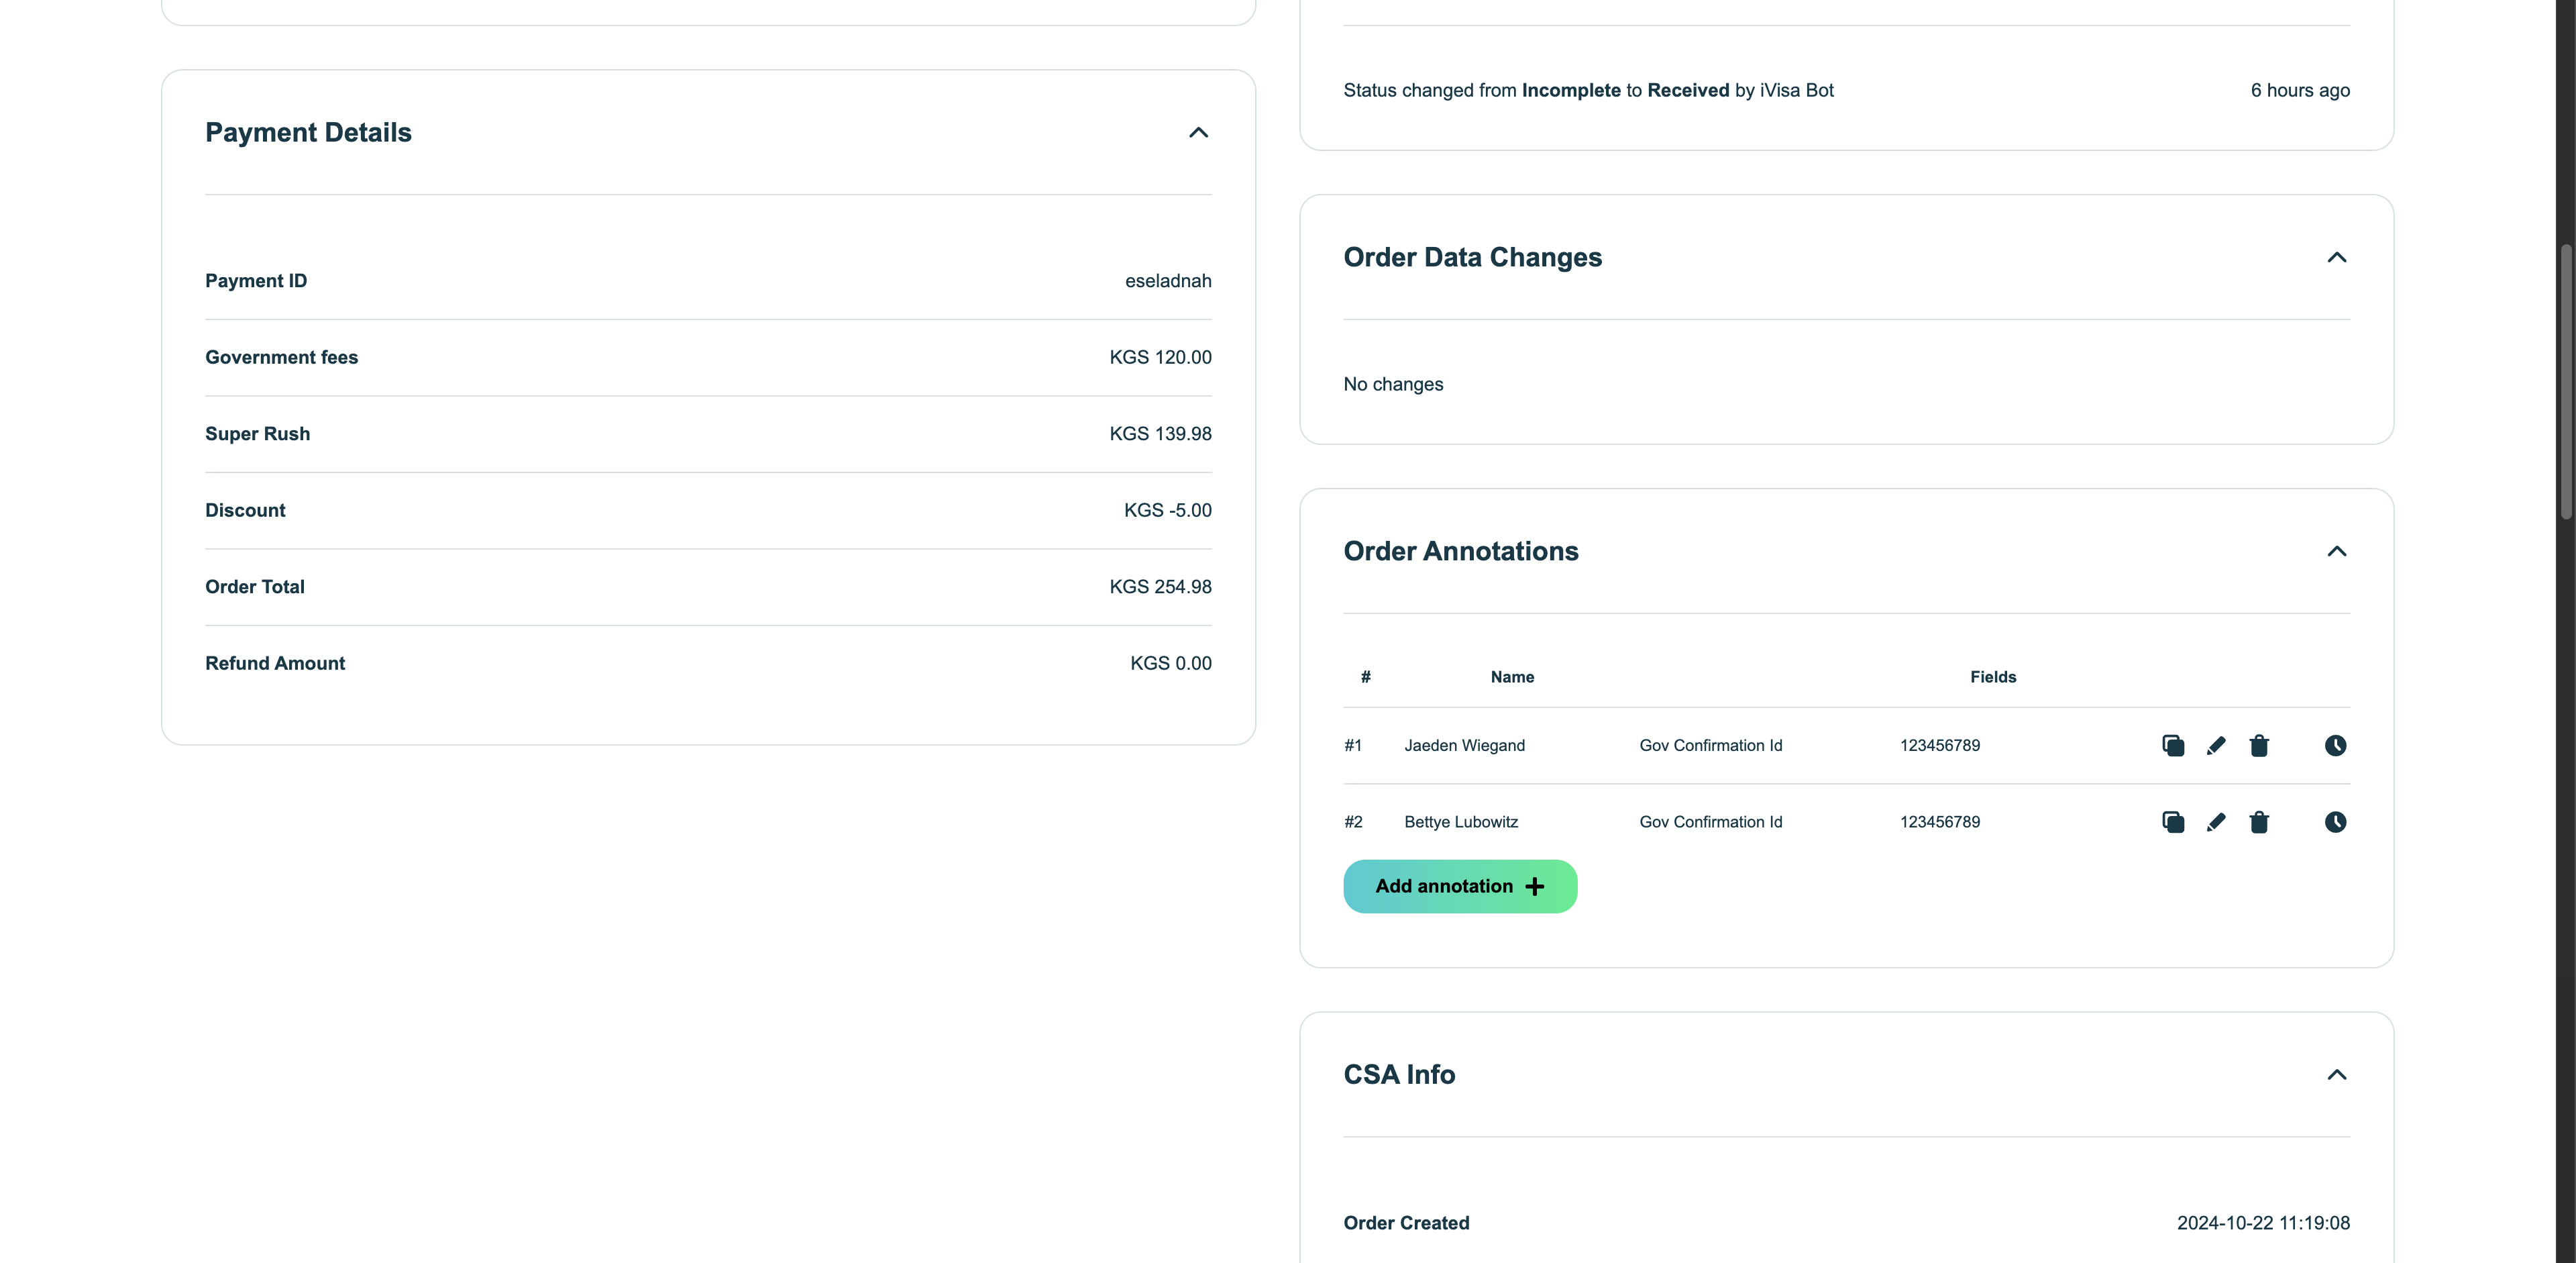 Payment Details
Payment ID eseladnah
Government fees KGS 120.00
Super Rush KGS 139.98
Discount KGS -5.00
Order Total KGS 254.98
Refund Amount KGS 0.00
Status changed from Incomplete to Received by iVisa Bot 6 hours ago
Order Data Changes
No changes
Order Annotations
# Name Fields
#1 Jaeden Wiegand Gov Confirmation Id 123456789
#2 Bettye Lubowitz Gov Confirmation Id 123456789
Add annotation
CSA Info
Order Created 2024-10-22 11:19:08